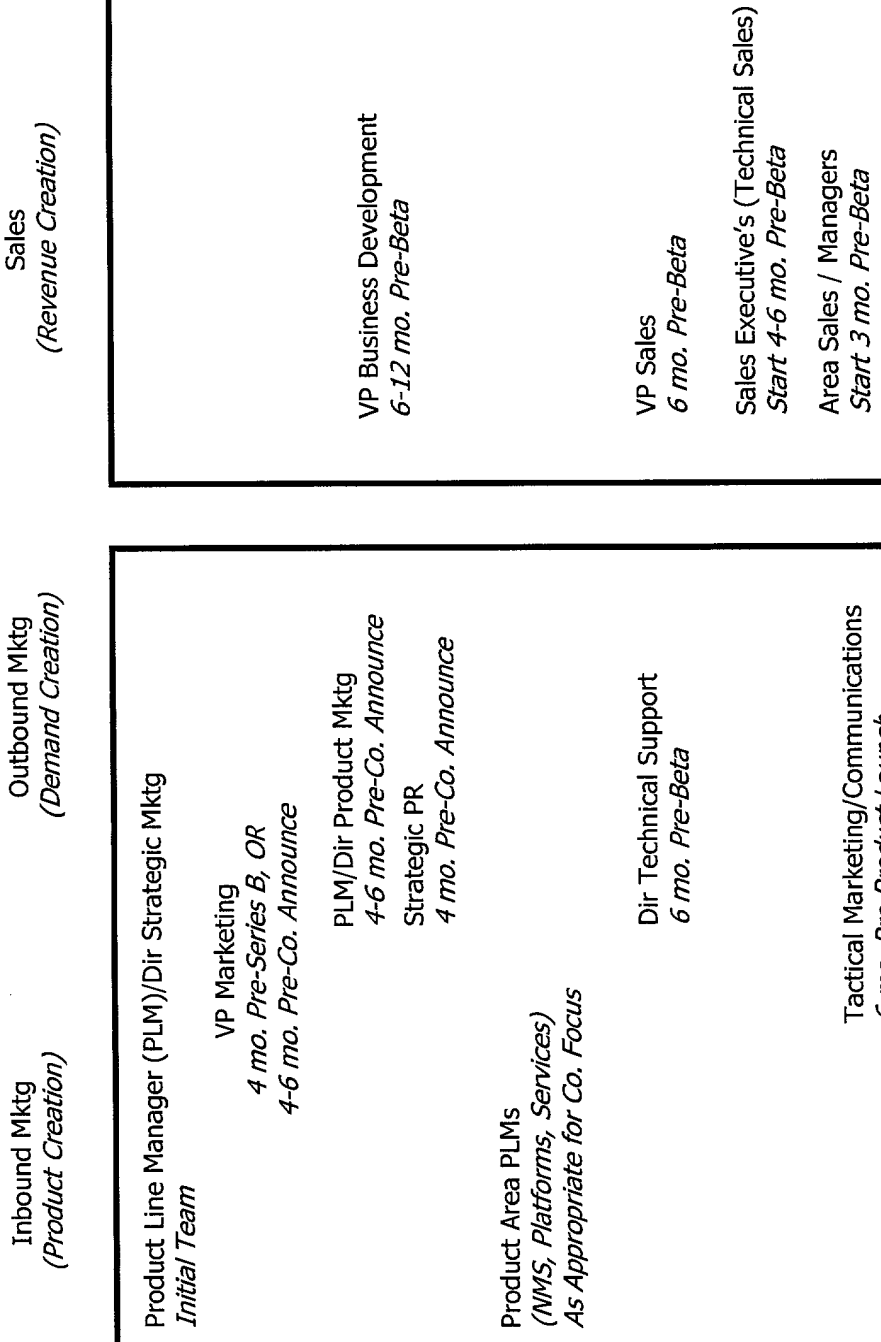 Inbound Mktg
(Product Creation)
Outbound Mktg
(Demand Creation)
Sales
(Revenue Creation)
Product Line Manager (PLM)/Dir Strategic Mktg
Initial Team
VP Marketing
4 mo. Pre-Series B, OR
4-6 mo. Pre-Co. Announce
PLM/Dir Product Mktg
4-6 mo. Pre-Co. Announce
Strategic PR
4 mo. Pre-Co. Announce
VP Business Development
6-12 mo. Pre-Beta
Product Area PLMs
(NMS, Platforms, Services)
As Appropriate for Co. Focus
Dir Technical Support
6 mo. Pre-Beta
VP Sales
6 mo. Pre-Beta
Sales Executive's (Technical Sales)
Start 4-6 mo. Pre-Beta
Area Sales / Managers
Start 3 mo. Pre-Beta
Tactical Marketing/Communications